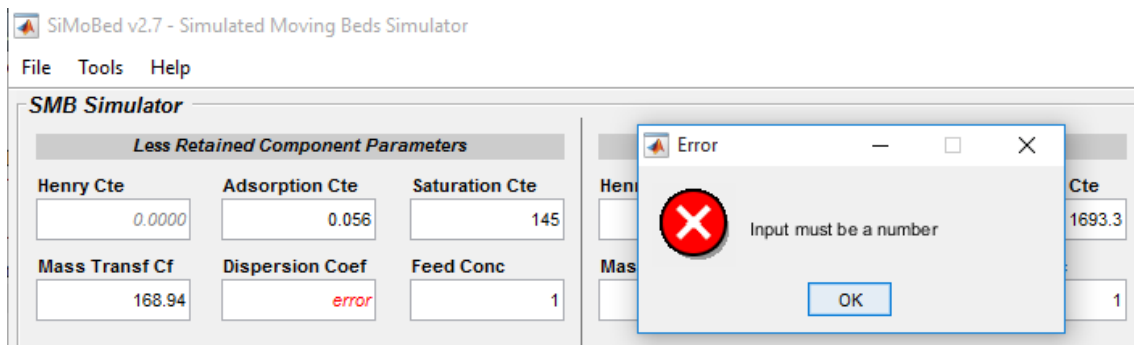 SiMoBed v2.7 - Simulated Moving Beds Simulator
File Tools Help
SMB Simulator
Less Retained Component Parameters
Henry Cte Adsorption Cte Saturation Cte
0.0000 0.056 145
Mass Transf Cf Dispersion Coef Feed Conc
168.94 error 1
Error
Input must be a number
OK
Cte
1693.3
1